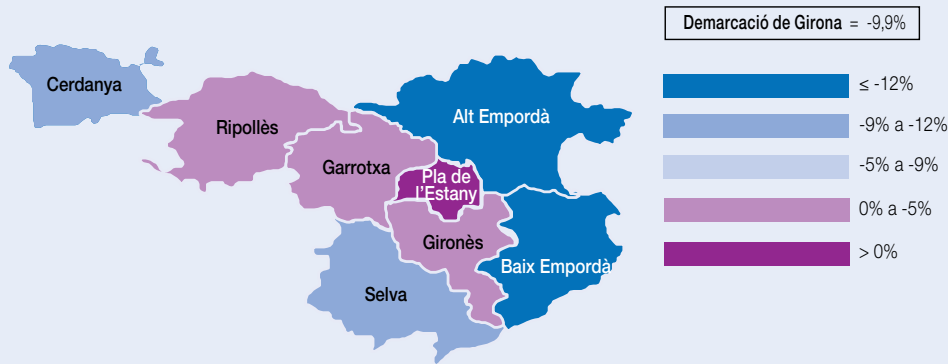 Demarcació de Girona = -9,9%
Cerdanya
Ripollès
Alt Empordà
Garrotxa
Pla de
l'Estany
Gironès
Baix Empordà
Selva
≤ -12%
-9% a -12%
-5% a -9%
0% a -5%
> 0%